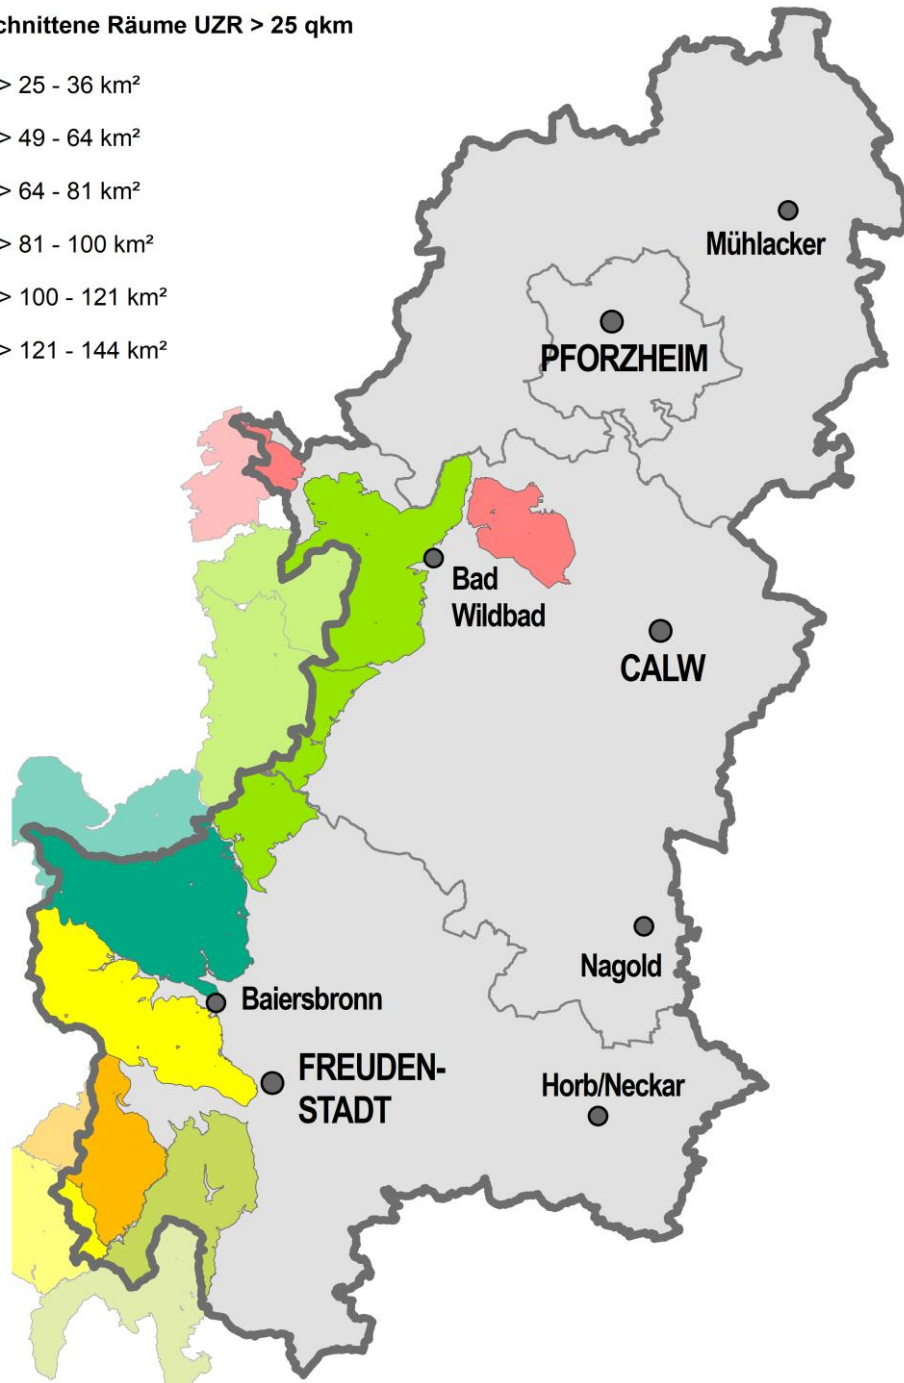 chnittene Räume UZR > 25 qkm
> 25 - 36 km²
> 49 - 64 km²
> 64 - 81 km²
> 81 - 100 km²
> 100 - 121 km²
> 121 - 144 km²
Mühlacker
PFORZHEIM
Bad
Wildbad
CALW
Nagold
Baiersbronn
FREUDEN-
STADT
Horb/Neckar